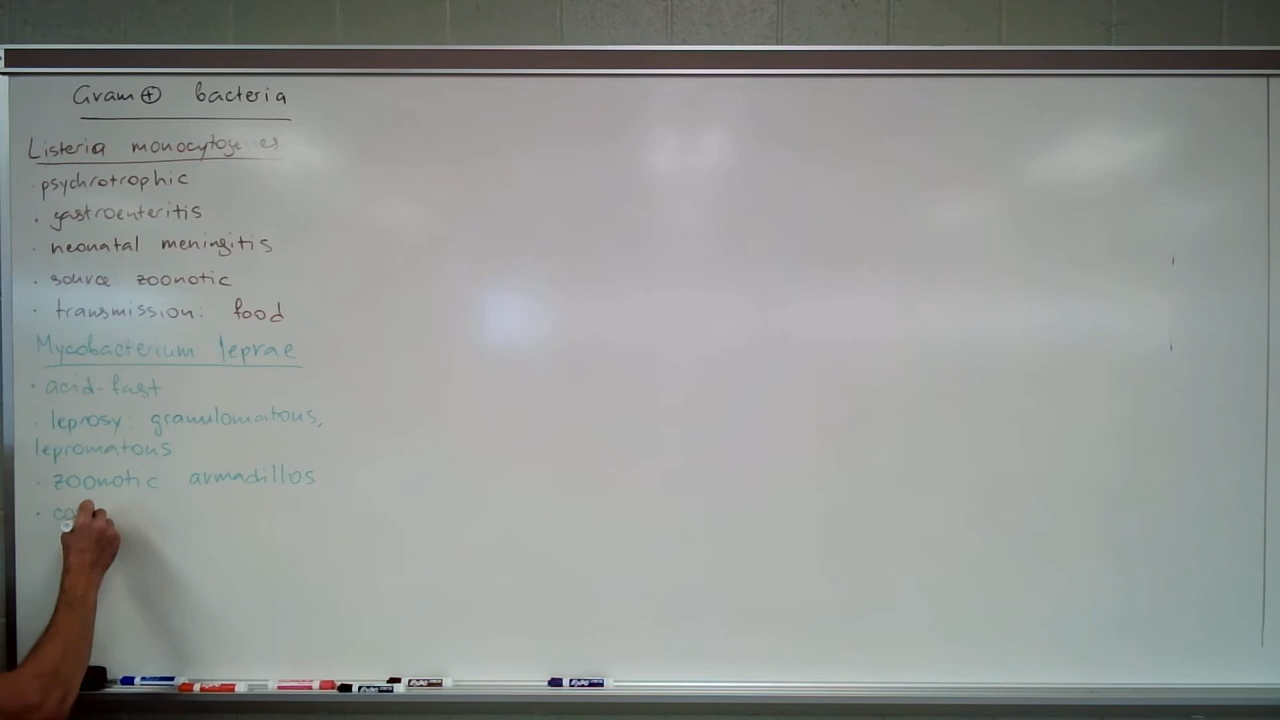 Gram ⊕ bacteria
Listeria monocytogenes
· psychrotrophic
· gastroenteritis
· neonatal meningitis
· source zoonotic
· transmission: food
Mycobacterium leprae
· acid-fast
· leprosy: granulomatous,
lepromatous
· zoonotic armadillos
· co